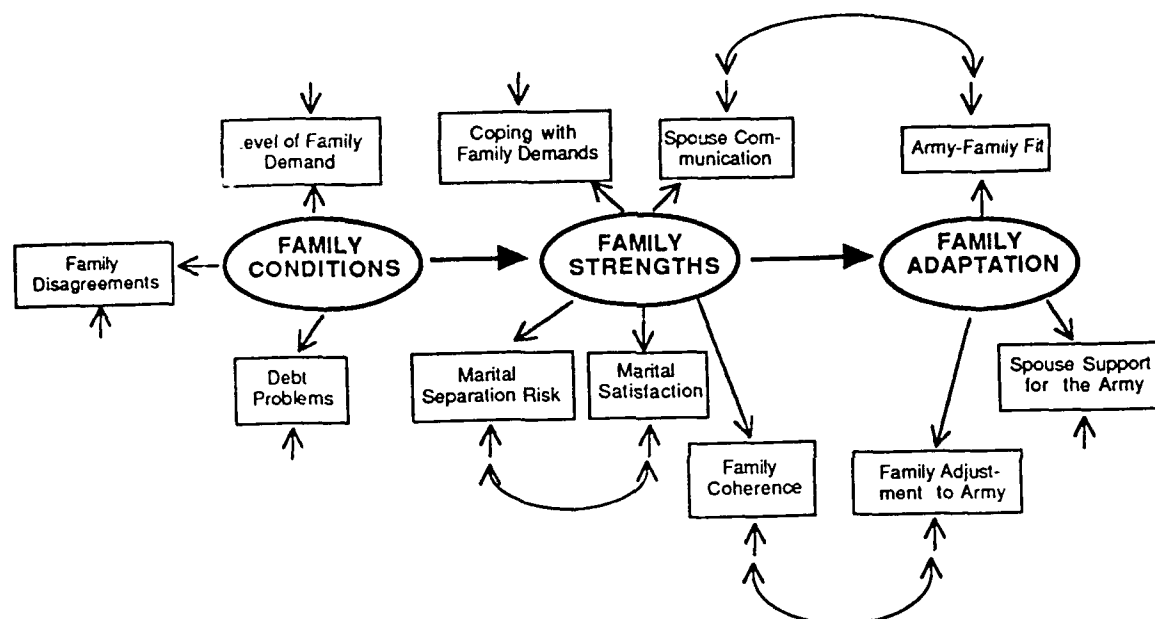 .evel of Family
Demand
Coping with
Family Demands
Spouse Com-
munication
Army-Family Fit
FAMILY
CONDITIONS
FAMILY
STRENGTHS
FAMILY
ADAPTATION
Family
Disagreements
Debt
Problems
Marital
Separation Risk
Marital
Satisfaction
Spouse Support
for the Army
Family
Coherence
Family Adjust-
ment to Army